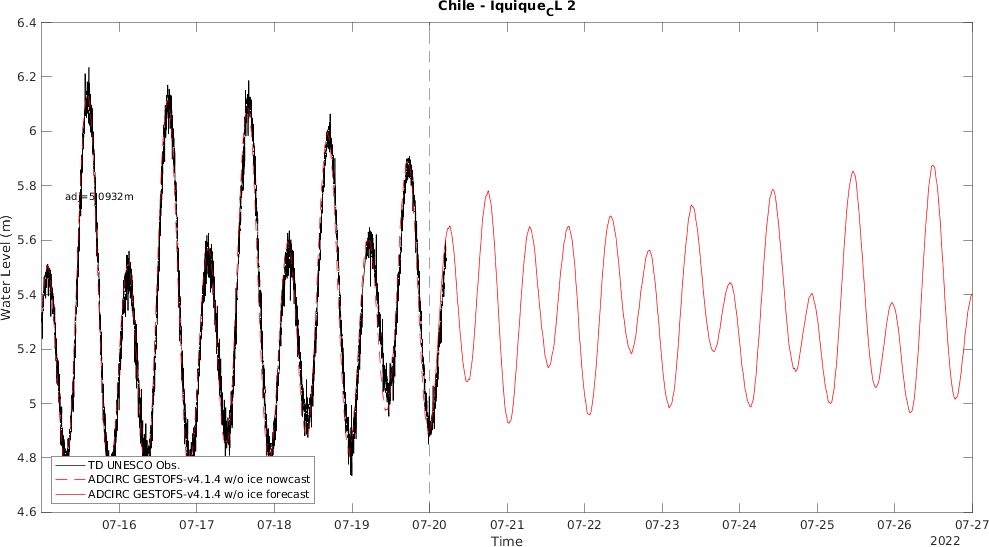 Chile - Iquique_CL 2
6.4
6.2
6
5.8
5.6
5.4
5.2
5
4.8
4.6
Water Level (m)
adj=5.0932m
TD UNESCO Obs.
ADCIRC GESTOFS-v4.1.4 w/o ice nowcast
ADCIRC GESTOFS-v4.1.4 w/o ice forecast
07-16 07-17 07-18 07-19 07-20 07-21 07-22 07-23 07-24 07-25 07-26 07-27
Time
2022